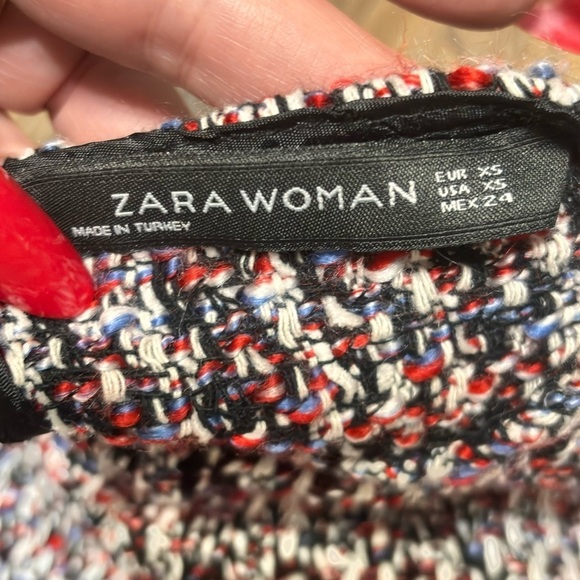 ZARA WOMAN
MADE IN TURKEY
EUR XS
USA XS
MEX 24